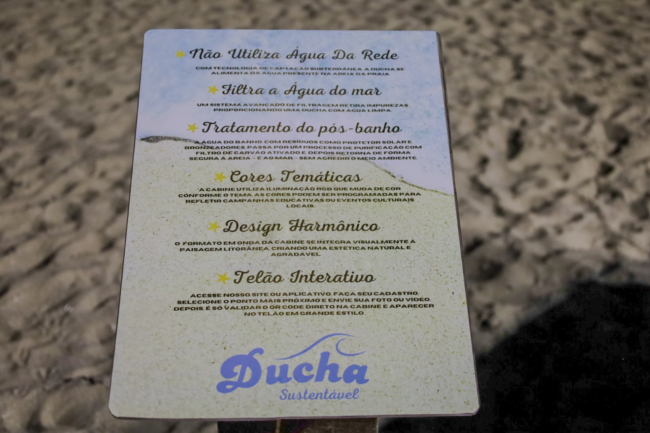 Não Utiliza Água Da Rede
COM TECNOLOGIA DE CAPTAÇÃO SUBTERRÂNEA, A DUCHA SE
ALIMENTA DA ÁGUA PRESENTE NA AREIA DA PRAIA.
Filtra a Água do mar
UM SISTEMA AVANÇADO DE FILTRAGEM RETIRA IMPUREZAS,
PROPORCIONANDO UMA DUCHA COM ÁGUA LIMPA.
Tratamento do pós-banho
A ÁGUA DO BANHO COM RESÍDUOS COMO PROTETOR SOLAR E
BRONZEADORES PASSA POR UM PROCESSO DE PURIFICAÇÃO COM
FILTRO DE CARVÃO ATIVADO E DEPOIS RETORNA DE FORMA
SEGURA À AREIA - E AO MAR - SEM AGREDIR O MEIO AMBIENTE.
Cores Temáticas
A CABINE UTILIZA ILUMINAÇÃO RGB QUE MUDA DE COR
CONFORME O TEMA. AS CORES PODEM SER PROGRAMADAS PARA
REFLETIR CAMPANHAS EDUCATIVAS OU EVENTOS CULTURAIS
LOCAIS.
Design Harmônico
O FORMATO EM ONDA DA CABINE SE INTEGRA VISUALMENTE À
PAISAGEM LITORÂNEA, CRIANDO UMA ESTÉTICA NATURAL E
AGRADÁVEL.
Telão Interativo
ACESSE NOSSO SITE OU APLICATIVO, FAÇA SEU CADASTRO,
SELECIONE O PONTO MAIS PRÓXIMO E ENVIE SUA FOTO OU VÍDEO.
DEPOIS É SÓ VALIDAR O QR CODE DIRETO NA CABINE E APARECER
NO TELÃO EM GRANDE ESTILO.
Ducha
Sustentável